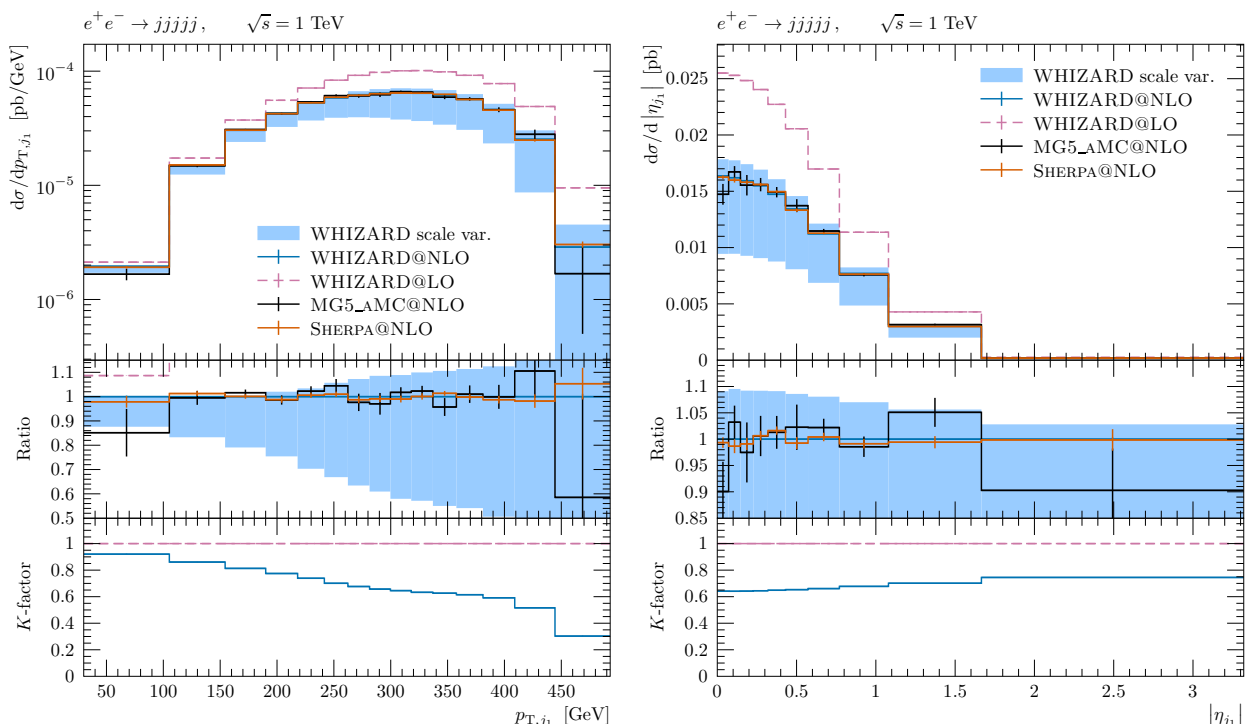 e⁺e⁻ → jjjjj , √s = 1 TeV
dσ/dp_{T,j₁} [pb/GeV]
10⁻⁴
10⁻⁵
10⁻⁶
WHIZARD scale var.
WHIZARD@NLO
WHIZARD@LO
MG5_AMC@NLO
SHERPA@NLO
Ratio
1.1
1
0.9
0.8
0.7
0.6
0.5
K-factor
1
0.8
0.6
0.4
0.2
0
50 100 150 200 250 300 350 400 450
p_{T,j₁} [GeV]
e⁺e⁻ → jjjjj , √s = 1 TeV
dσ/d|η_{j₁}| [pb]
0.025
0.02
0.015
0.01
0.005
0
WHIZARD scale var.
WHIZARD@NLO
WHIZARD@LO
MG5_AMC@NLO
SHERPA@NLO
Ratio
1.1
1.05
1
0.95
0.9
0.85
K-factor
1
0.8
0.6
0.4
0.2
0
0 0.5 1 1.5 2 2.5 3
|η_{j₁}|